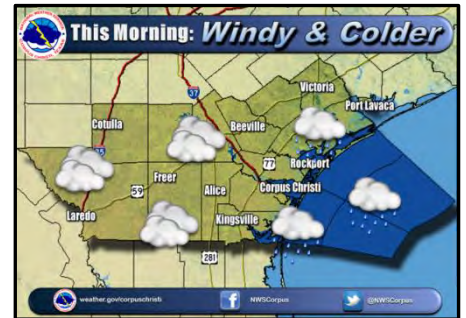 This Morning: Windy & Colder
Victoria
Port Lavaca
37
Cotulla
Beeville
35
77
Rockport
Freer
59
Alice
Corpus Christi
Laredo
Kingsville
281
weather.gov/corpuschristi
NWSCorpus
@NWSCorpus